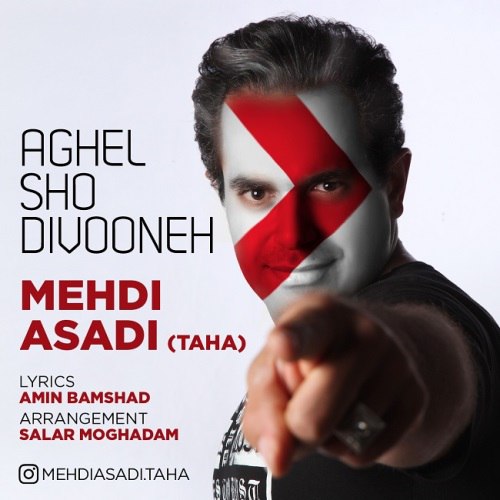 AGHEL
SHO
DIVOONEH
MEHDI
ASADI (TAHA)
LYRICS
AMIN BAMSHAD
ARRANGEMENT
SALAR MOGHADAM
MEHDIASADI.TAHA